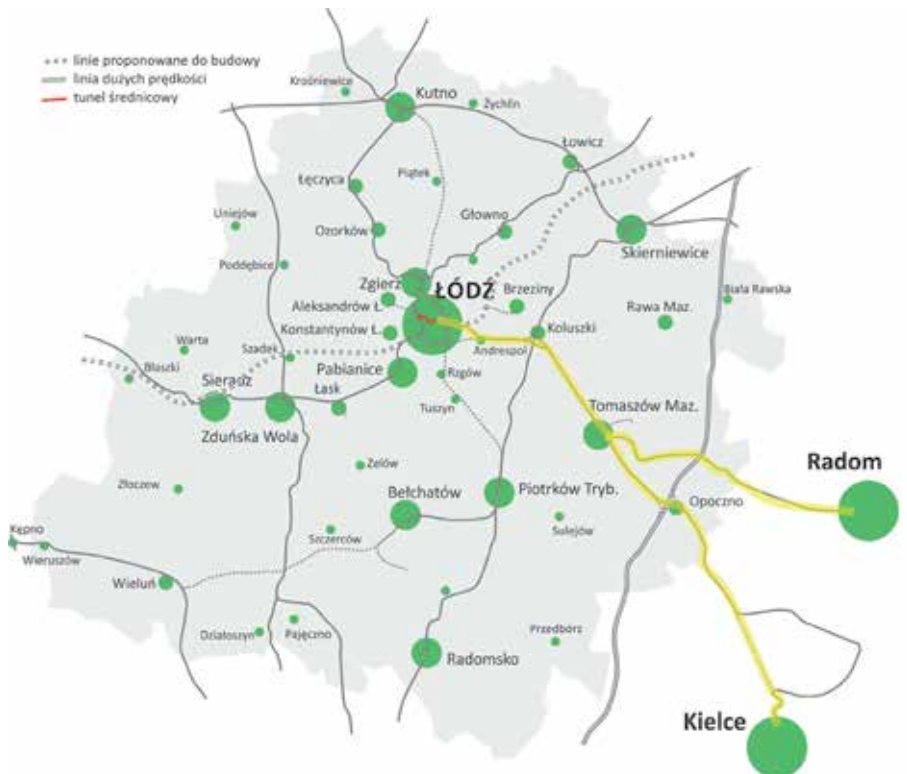 linie proponowane do budowy
linia dużych prędkości
tunel średnicowy
Krośniewice
Kutno
Żychlin
Łowicz
Łęczyca
Piątek
Głowno
Uniejów
Ozorków
Skierniewice
Poddębice
Zgierz
ŁÓDŹ
Brzeziny
Biała Rawska
Aleksandrów Ł.
Rawa Maz.
Konstantynów Ł.
Koluszki
Andrespol
Warta
Szadek
Błaszki
Sieradz
Pabianice
Rzgów
Łask
Tuszyn
Tomaszów Maz.
Zduńska Wola
Zelów
Radom
Złoczew
Bełchatów
Piotrków Tryb.
Opoczno
Sulejów
Kępno
Szczerców
Wieruszów
Wieluń
Działoszyn
Pajęczno
Przedbórz
Radomsko
Kielce